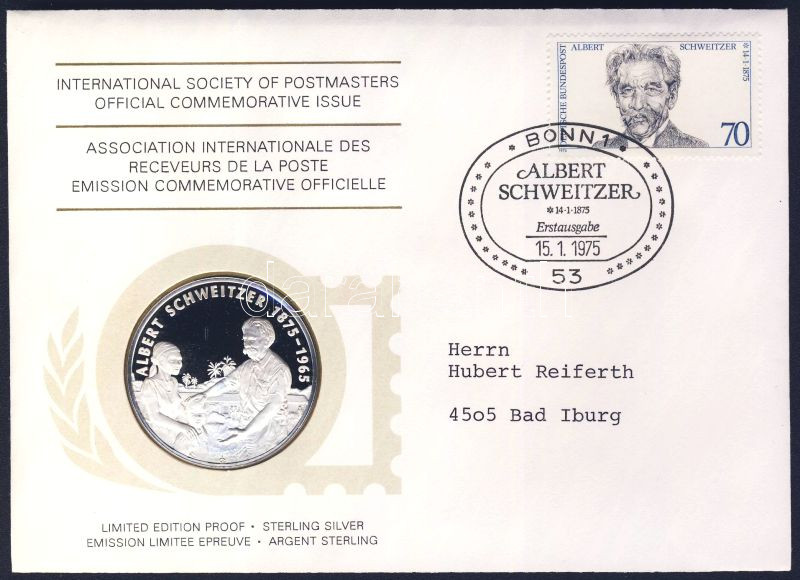 INTERNATIONAL SOCIETY OF POSTMASTERS
OFFICIAL COMMEMORATIVE ISSUE
ASSOCIATION INTERNATIONALE DES
RECEVEURS DE LA POSTE
EMISSION COMMEMORATIVE OFFICIELLE
ALBERT SCHWEITZER 1875-1965
LIMITED EDITION PROOF • STERLING SILVER
EMISSION LIMITEE EPREUVE • ARGENT STERLING
ALBERT SCHWEITZER
*14·1·1875
DEUTSCHE BUNDESPOST
70
BONN 1
ALBERT
SCHWEITZER
*14·1·1875
Erstausgabe
15.1.1975
53
Herrn
Hubert Reiferth
45o5 Bad Iburg